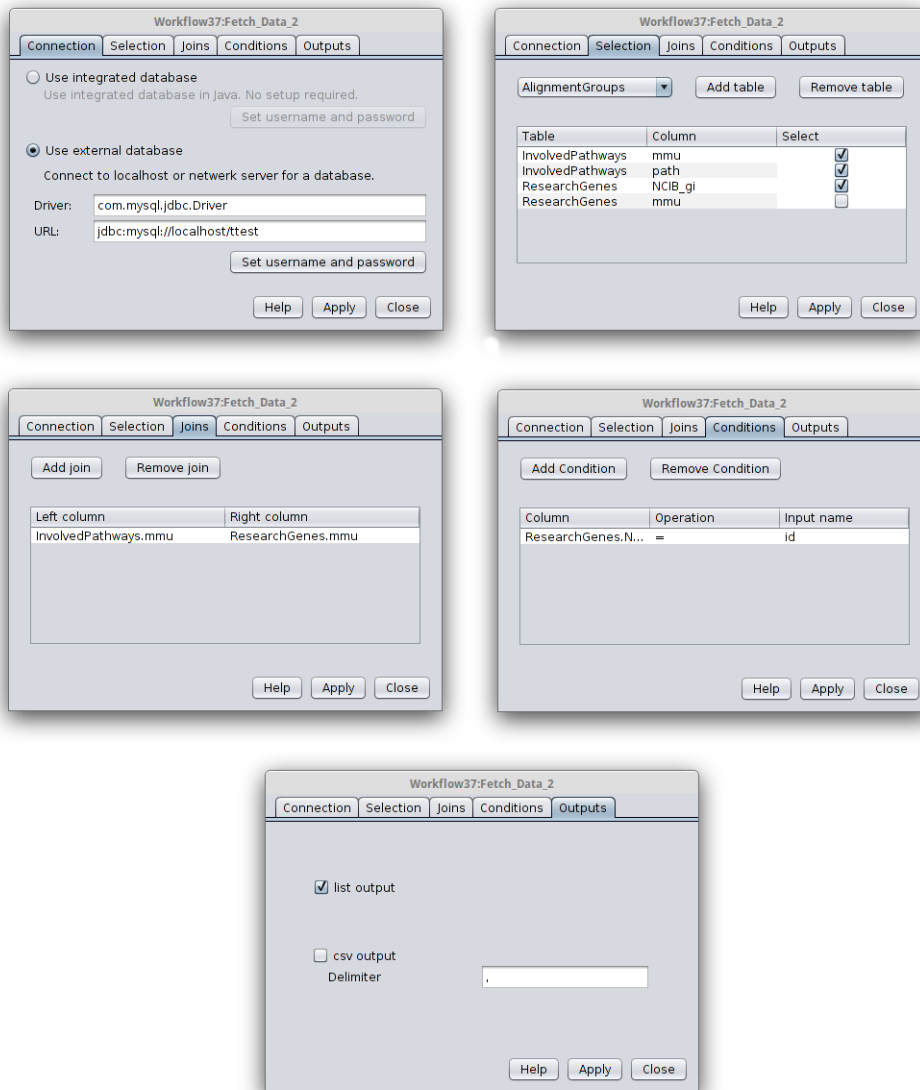 Workflow37:Fetch_Data_2
Connection Selection Joins Conditions Outputs
Use integrated database
Use integrated database in Java. No setup required.
Set username and password
Use external database
Connect to localhost or netwerk server for a database.
Driver: com.mysql.jdbc.Driver
URL: jdbc:mysql://localhost/ttest
Set username and password
Help Apply Close
Workflow37:Fetch_Data_2
Connection Selection Joins Conditions Outputs
AlignmentGroups Add table Remove table
Table Column Select
InvolvedPathways mmu
InvolvedPathways path
ResearchGenes NCIB_gi
ResearchGenes mmu
Help Apply Close
Workflow37:Fetch_Data_2
Connection Selection Joins Conditions Outputs
Add join Remove join
Left column Right column
InvolvedPathways.mmu ResearchGenes.mmu
Help Apply Close
Workflow37:Fetch_Data_2
Connection Selection Joins Conditions Outputs
Add Condition Remove Condition
Column Operation Input name
ResearchGenes.N... = id
Help Apply Close
Workflow37:Fetch_Data_2
Connection Selection Joins Conditions Outputs
list output
csv output
Delimiter ,
Help Apply Close